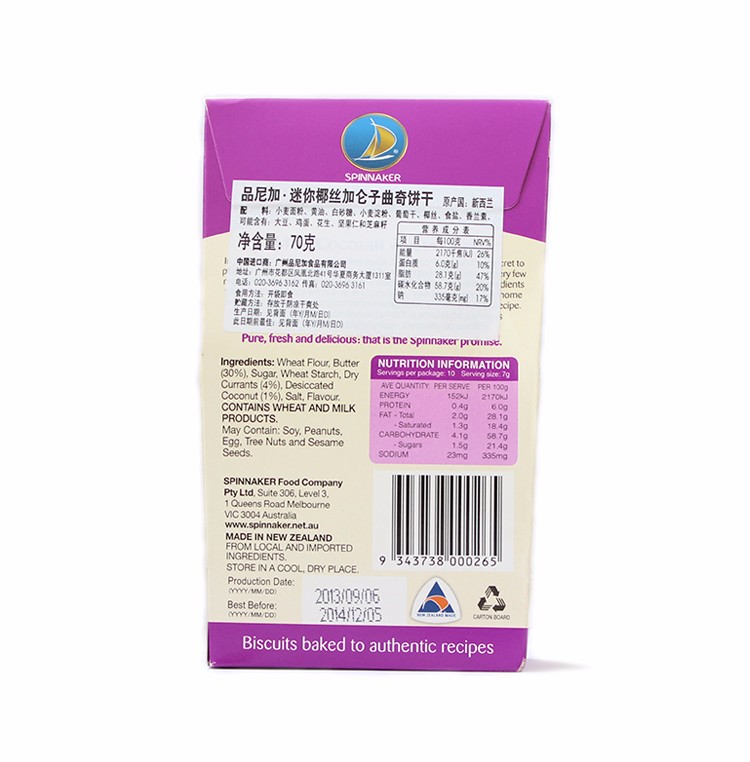 SPINNAKER
品尼加·迷你椰丝加仑子曲奇饼干 原产国：新西兰
配 料：小麦面粉、黄油、白砂糖、小麦淀粉、葡萄干、椰丝、食盐、香兰素，
可能含有：大豆、鸡蛋、花生、坚果仁和芝麻籽
净含量：70克
营养成分表
项 目 每100克 NRV%
能量 2170千焦(kJ) 26%
蛋白质 6.0克(g) 10%
脂肪 28.1克(g) 47%
碳水化合物 58.7克(g) 20%
钠 335毫克(mg) 17%
中国进口商：广州品尼加食品有限公司
地址：广州市花都区凤凰北路41号华夏商务大厦1311室
电话：020-3696 3162 传真：020-3696 3161
食用方法：开袋即食
贮藏方法：存放于阴凉干爽处
生产日期：见背面（年Y/月M/日D）
此日期前最佳：见背面（年Y/月M/日D）
cret to
ery few
dients
home
ecipe.
s
Pure, fresh and delicious: that is the Spinnaker promise.
Ingredients: Wheat Flour, Butter
(30%), Sugar, Wheat Starch, Dry
Currants (4%), Desiccated
Coconut (1%), Salt, Flavour.
CONTAINS WHEAT AND MILK
PRODUCTS.
May Contain: Soy, Peanuts,
Egg, Tree Nuts and Sesame
Seeds.
NUTRITION INFORMATION
Servings per package: 10 Serving size: 7g
AVE QUANTITY: PER SERVE PER 100g
ENERGY 152kJ 2170kJ
PROTEIN 0.4g 6.0g
FAT - Total 2.0g 28.1g
- Saturated 1.3g 18.4g
CARBOHYDRATE 4.1g 58.7g
- Sugars 1.5g 21.4g
SODIUM 23mg 335mg
SPINNAKER Food Company
Pty Ltd, Suite 306, Level 3,
1 Queens Road Melbourne
VIC 3004 Australia
www.spinnaker.net.au
MADE IN NEW ZEALAND
FROM LOCAL AND IMPORTED
INGREDIENTS.
STORE IN A COOL, DRY PLACE.
9 343738 000265
Production Date:
(YYYY/MM/DD)
2013/09/06
Best Before:
(YYYY/MM/DD)
2014/12/05
NEW ZEALAND MADE
CARTON BOARD
Biscuits baked to authentic recipes